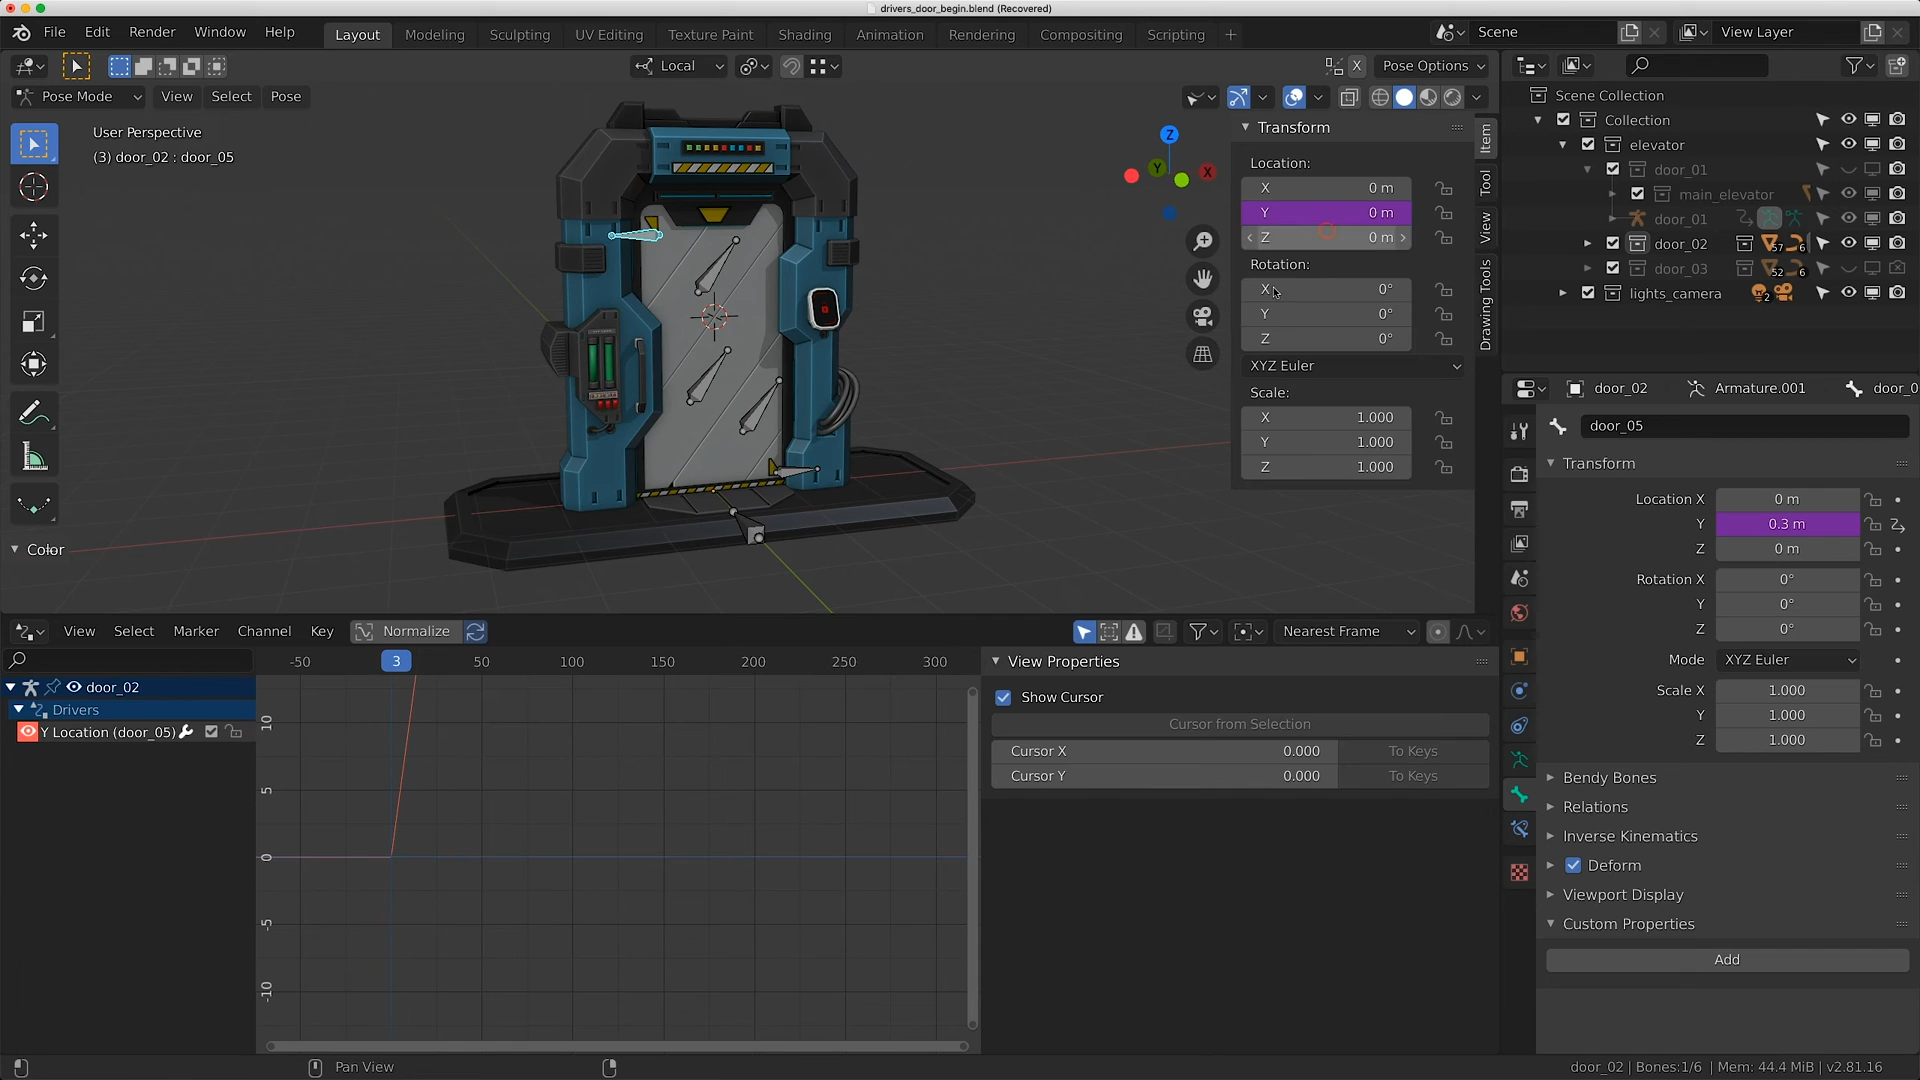 drivers_door_begin.blend (Recovered)
File Edit Render Window Help
Layout Modeling Sculpting UV Editing Texture Paint Shading Animation Rendering Compositing Scripting +
Scene
View Layer
Local
X
Pose Options
Pose Mode View Select Pose
User Perspective
(3) door_02 : door_05
Z
Y
X
Color
Transform
Location:
X 0 m
Y 0 m
Z 0 m
Rotation:
X 0°
Y 0°
Z 0°
XYZ Euler
Scale:
X 1.000
Y 1.000
Z 1.000
Item
Tool
View
Drawing Tools
Scene Collection
Collection
elevator
door_01
main_elevator
door_01
door_02 57 6
door_03 52 6
lights_camera 2
door_02 Armature.001 door_0
door_05
Transform
Location X 0 m
Y 0.3 m
Z 0 m
Rotation X 0°
Y 0°
Z 0°
Mode XYZ Euler
Scale X 1.000
Y 1.000
Z 1.000
Bendy Bones
Relations
Inverse Kinematics
Deform
Viewport Display
Custom Properties
Add
View Select Marker Channel Key Normalize
Nearest Frame
-50 3 50 100 150 200 250 300
door_02
Drivers
Y Location (door_05)
10
5
0
-5
-10
View Properties
Show Cursor
Cursor from Selection
Cursor X 0.000 To Keys
Cursor Y 0.000 To Keys
Pan View
door_02 | Bones:1/6 | Mem: 44.4 MiB | v2.81.16